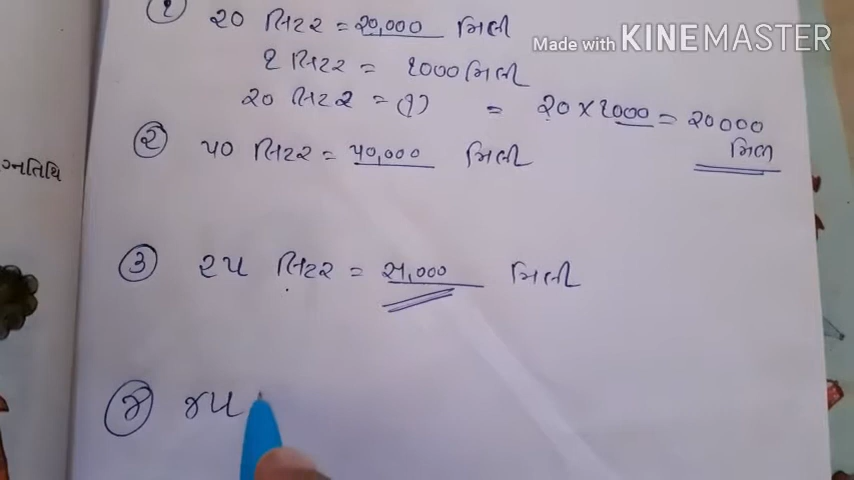 ૧ ૨૦ લિટર = ૨૦,૦૦૦ મિલી
Made with KINEMASTER
૧ લિટર = ૧૦૦૦ મિલી
૨૦ લિટર = (?) = ૨૦ × ૧૦૦૦ = ૨૦૦૦૦
મિલી
૨ ૫૦ લિટર = ૫૦,૦૦૦ મિલી
ગ્નતિથિ
૩ ૨૫ લિટર = ૨૫,૦૦૦ મિલી
૪ ૪૫